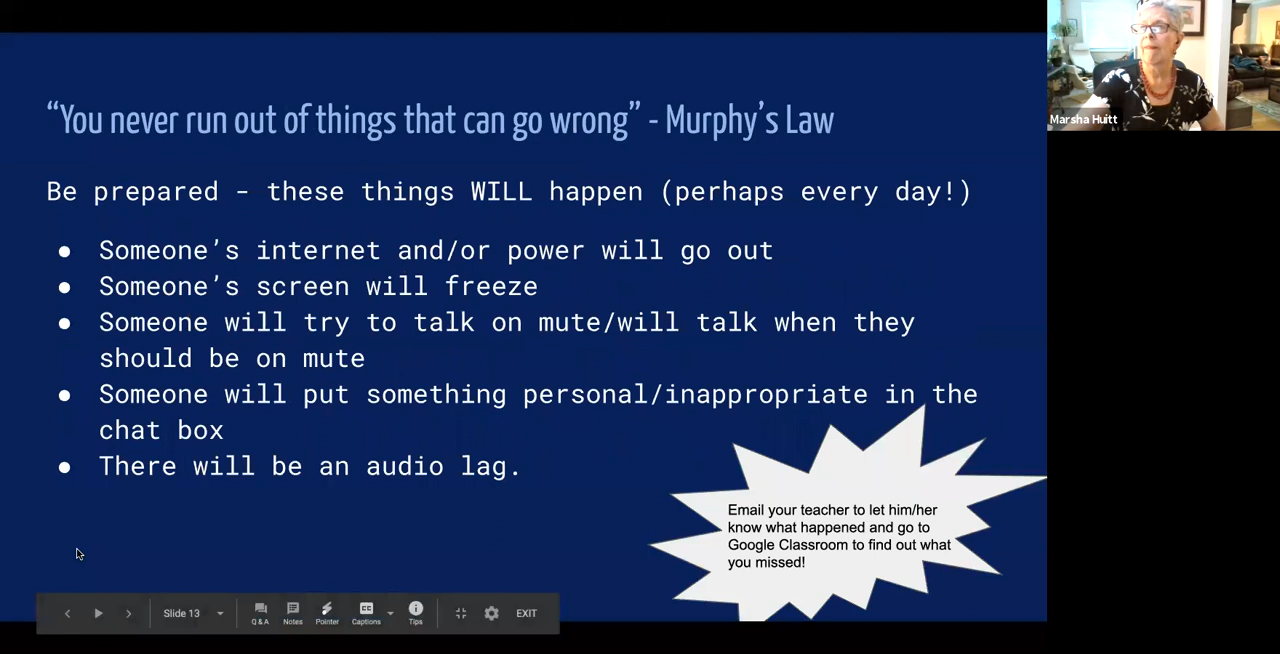 “You never run out of things that can go wrong” - Murphy’s Law
Marsha Huitt
Be prepared - these things WILL happen (perhaps every day!)
● Someone’s internet and/or power will go out
● Someone’s screen will freeze
● Someone will try to talk on mute/will talk when they
should be on mute
● Someone will put something personal/inappropriate in the
chat box
● There will be an audio lag.
Email your teacher to let him/her
know what happened and go to
Google Classroom to find out what
you missed!
Slide 13
Q & A
Notes
Pointer
CC
Captions
Tips
EXIT